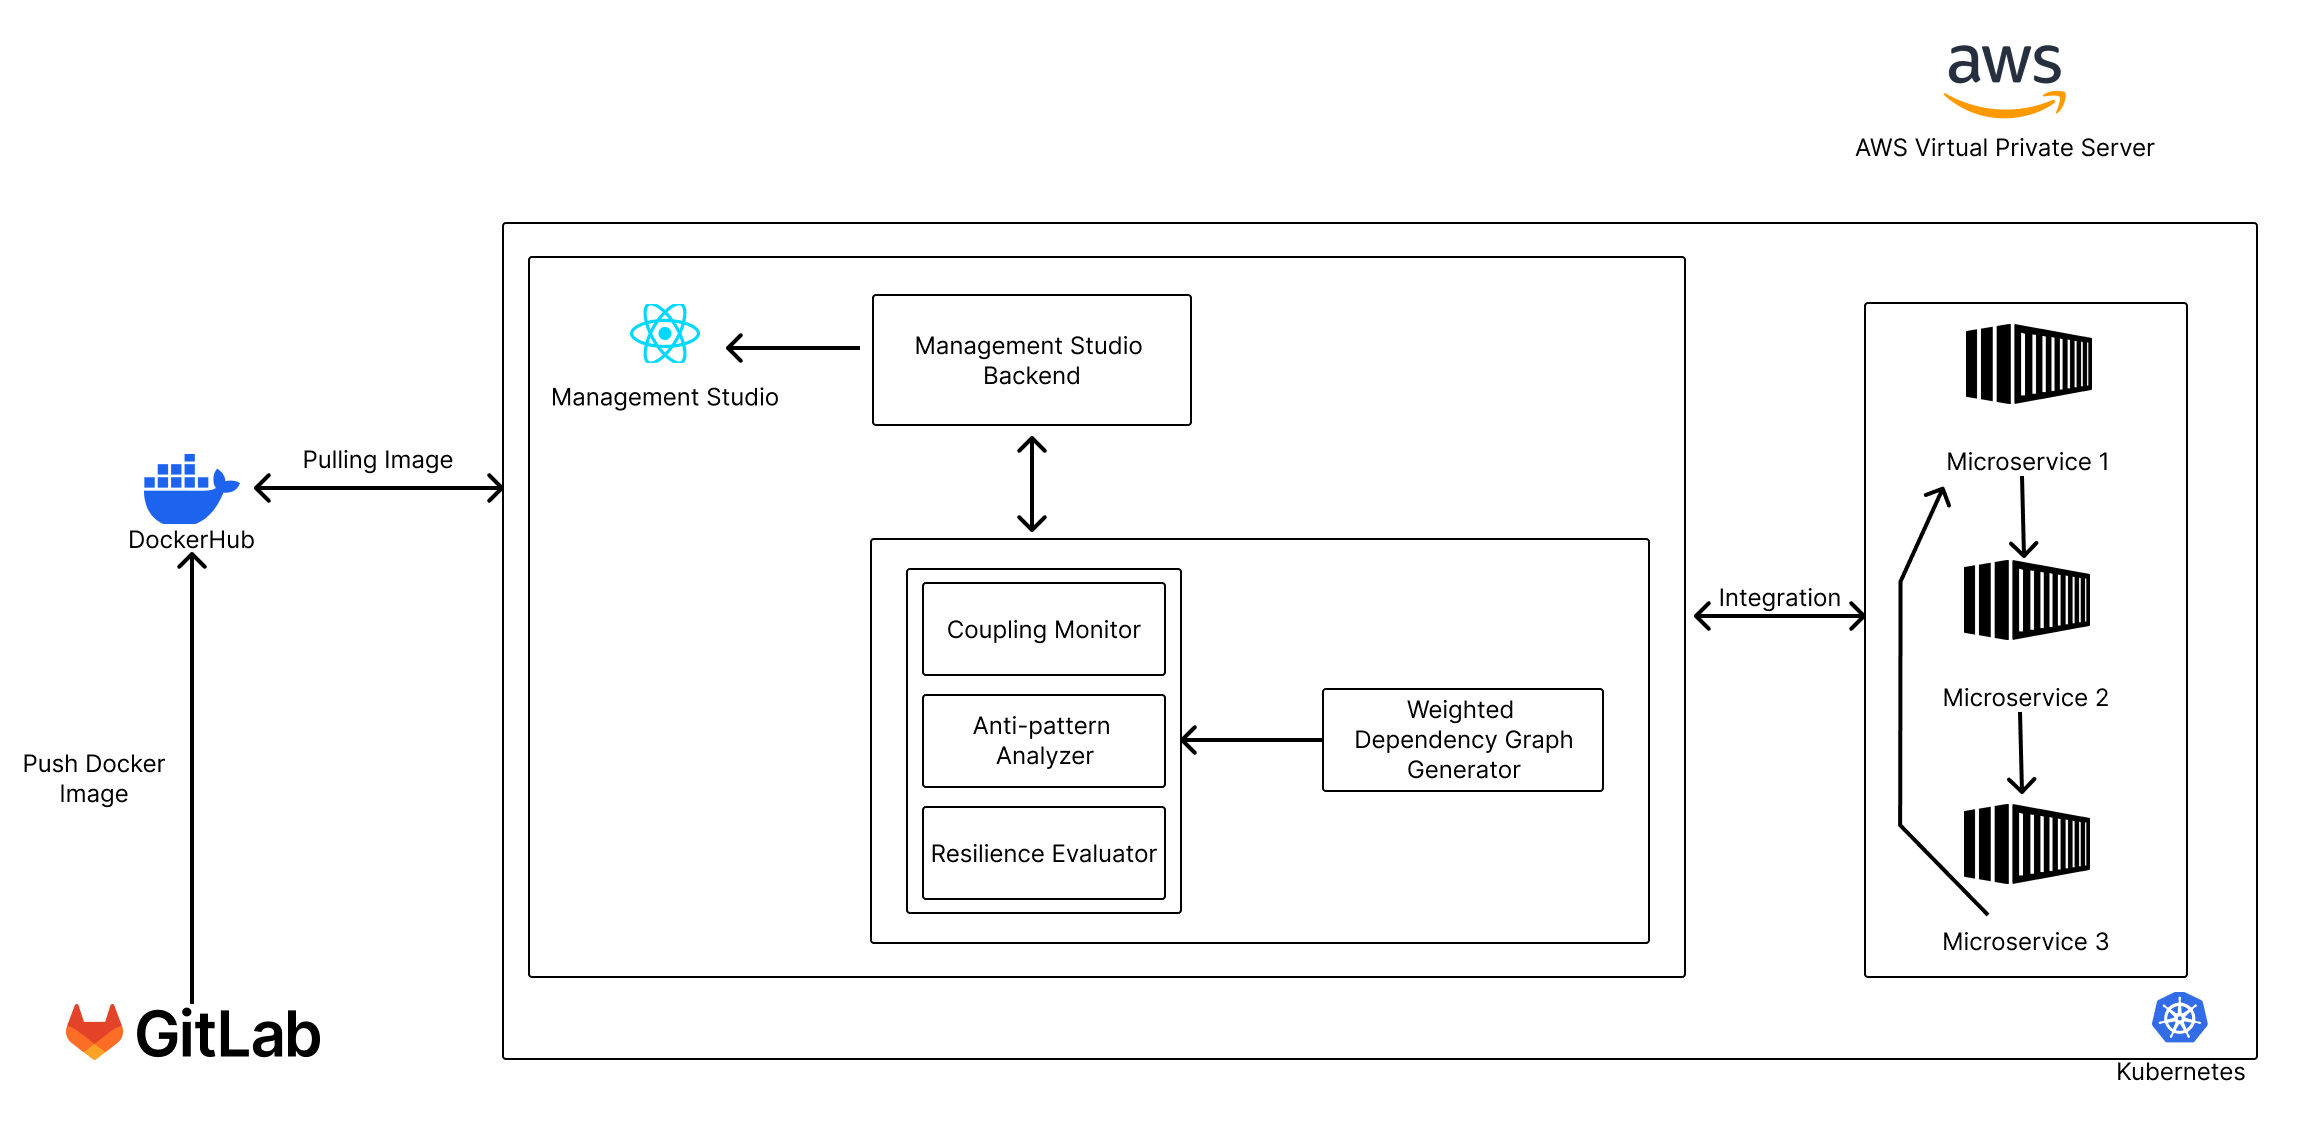 aws
AWS Virtual Private Server
Management Studio
Management Studio
Backend
Pulling Image
DockerHub
Push Docker
Image
GitLab
Coupling Monitor
Anti-pattern
Analyzer
Resilience Evaluator
Weighted
Dependency Graph
Generator
Integration
Microservice 1
Microservice 2
Microservice 3
Kubernetes